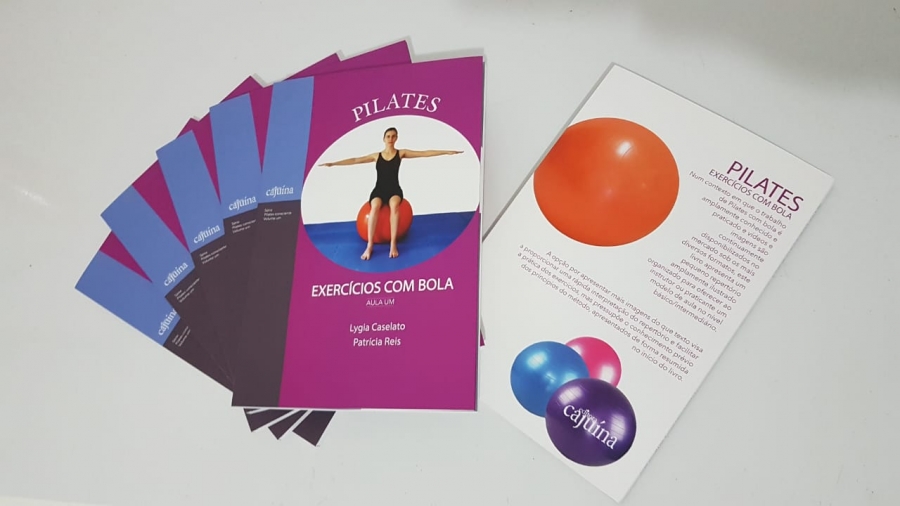 PILATES
EXERCÍCIOS COM BOLA
AULA UM
Lygia Caselato
Patrícia Reis
cajuína
cajuína
cajuína
cajuína
cajuína
PILATES
EXERCÍCIOS COM BOLA
Num contexto em que o trabalho
de Pilates com bola é
amplamente conhecido e
praticado e vídeos e
imagens são
continuamente
disponibilizados no
mercado sob os mais
diversos formatos, este
livro apresenta um
pequeno repertório
amplamente ilustrado
organizado para oferecer ao
instrutor ou praticante um
modelo de aula no nível
básico/intermediário.
A opção por apresentar mais imagens do que texto visa
a proporcionar uma rápida interpretação do repertório e facilitar
a prática dos exercícios, mas pressupõe o conhecimento prévio
dos princípios do método, apresentados de forma resumida
no início do livro.
cajuína